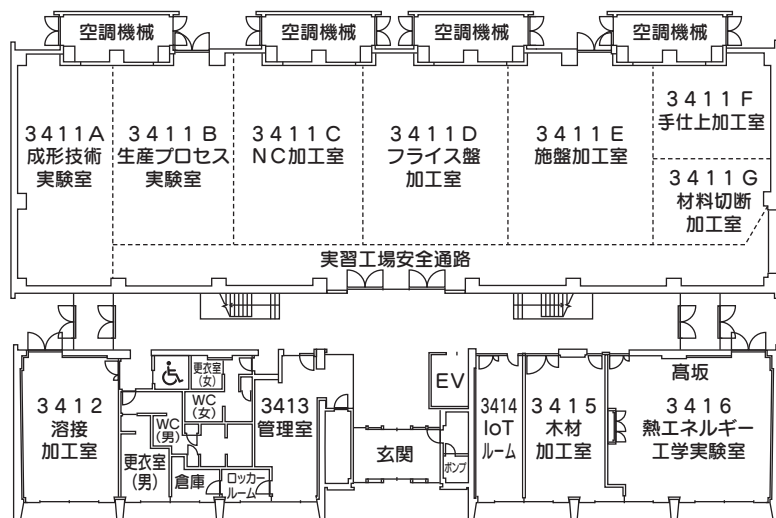 空調機械
空調機械
空調機械
空調機械
３４１１Ａ
成形技術
実験室
３４１１Ｂ
生産プロセス
実験室
３４１１Ｃ
ＮＣ加工室
３４１１Ｄ
フライス盤
加工室
３４１１Ｅ
施盤加工室
３４１１Ｆ
手仕上加工室
３４１１Ｇ
材料切断
加工室
実習工場安全通路
３４１２
溶接
加工室
更衣室
(女)
WC
(女)
WC
(男)
更衣室
(男)
倉庫
ロッカー
ルーム
3413
管理室
玄関
EV
ポンプ
3414
IoT
ルーム
３４１５
木材
加工室
髙坂
３４１６
熱エネルギー
工学実験室